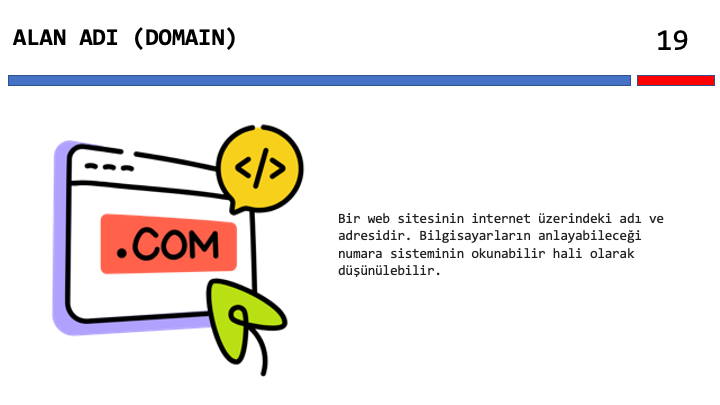 ALAN ADI (DOMAIN)
19
</>
.COM
Bir web sitesinin internet üzerindeki adı ve
adresidir. Bilgisayarların anlayabileceği
numara sisteminin okunabilir hali olarak
düşünülebilir.